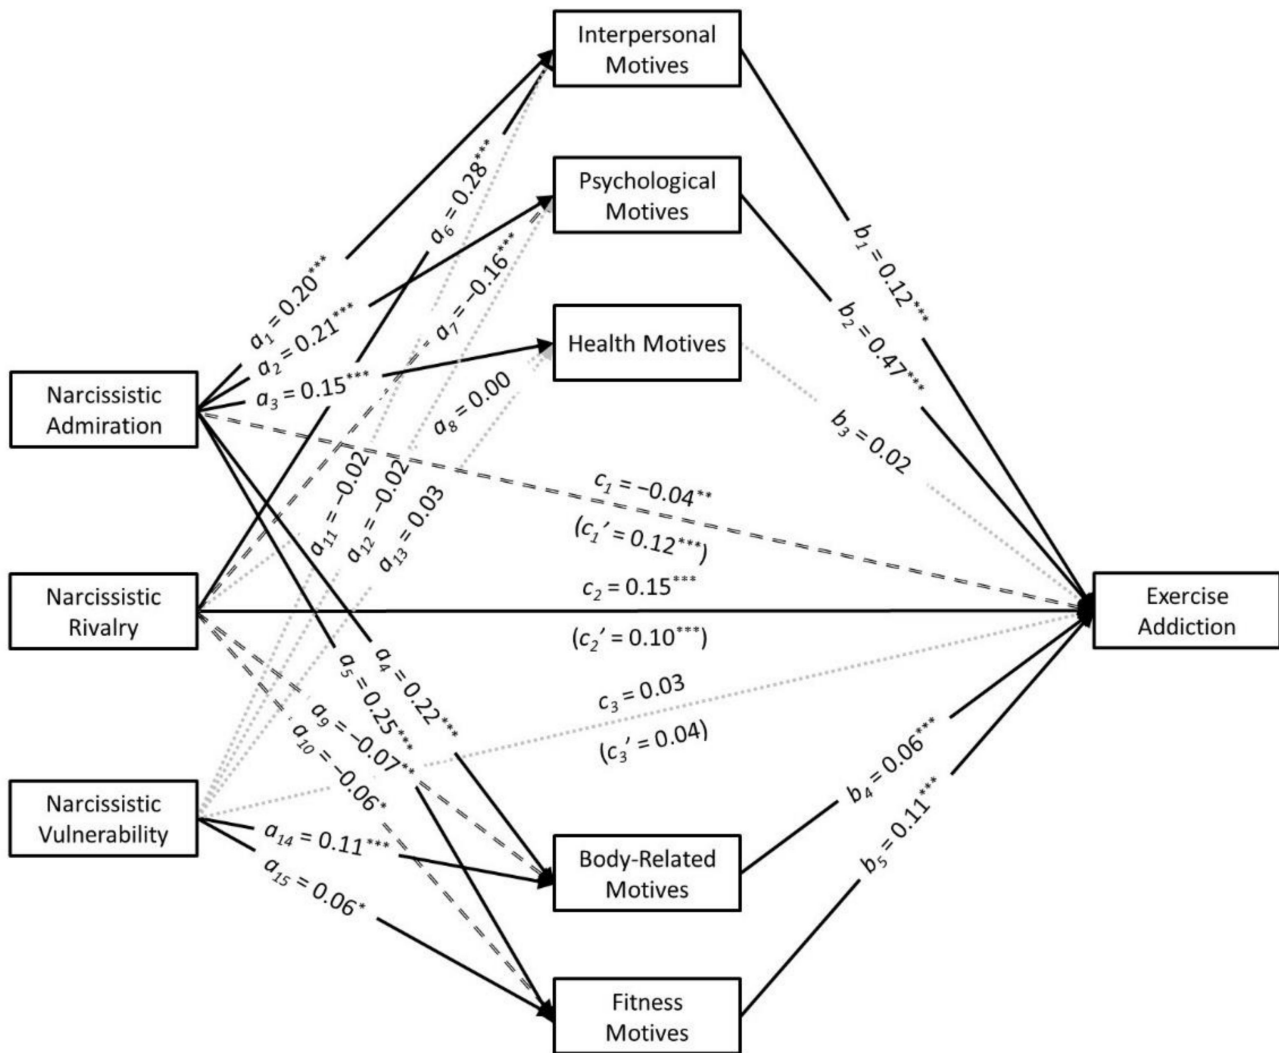 Interpersonal
Motives
Psychological
Motives
Health Motives
Narcissistic
Admiration
Narcissistic
Rivalry
Narcissistic
Vulnerability
Body-Related
Motives
Fitness
Motives
Exercise
Addiction
a₁ = 0.20***
a₂ = 0.21***
a₃ = 0.15***
a₆ = 0.28***
a₇ = −0.16***
a₈ = 0.00
a₁₁ = −0.02
a₁₂ = −0.02
a₁₃ = 0.03
a₄ = 0.22***
a₅ = 0.25***
a₉ = −0.07**
a₁₀ = −0.06*
a₁₄ = 0.11***
a₁₅ = 0.06*
b₁ = 0.12***
b₂ = 0.47***
b₃ = 0.02
c₁ = −0.04**
(c₁’ = 0.12***)
c₂ = 0.15***
(c₂’ = 0.10***)
c₃ = 0.03
(c₃’ = 0.04)
b₄ = 0.06***
b₅ = 0.11***